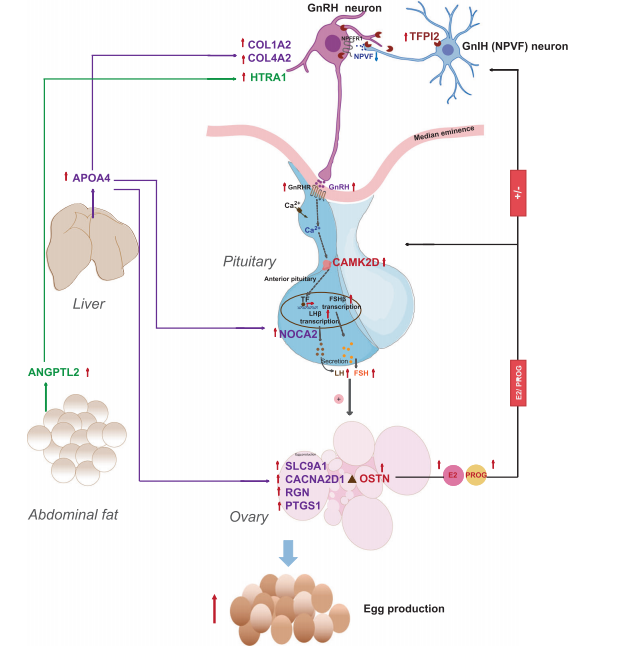 GnRH neuron
NPFFR1
TFPI2
GnIH (NPVF) neuron
NPVF
COL1A2
COL4A2
HTRA1
Median eminence
APOA4
GnRHR
GnRH
Ca2+
Ca2+
+/-
Pituitary
CAMK2D
Anterior pituitary
Liver
TF
FSHβ
transcription
LHβ
transcription
NOCA2
Secretion
LH
FSH
ANGPTL2
E2/ PROG
+
SLC9A1
CACNA2D1
OSTN
RGN
PTGS1
E2
PROG
Abdominal fat
Ovary
Egg production